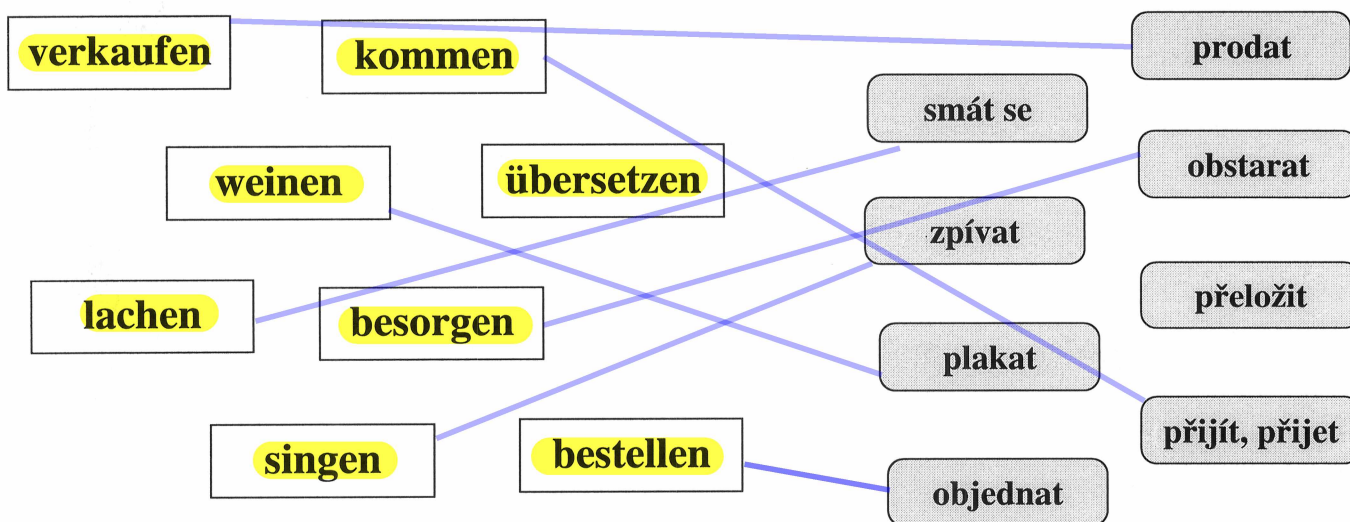 verkaufen
kommen
prodat
smát se
weinen
übersetzen
obstarat
zpívat
lachen
besorgen
přeložit
plakat
singen
bestellen
přijít, přijet
objednat